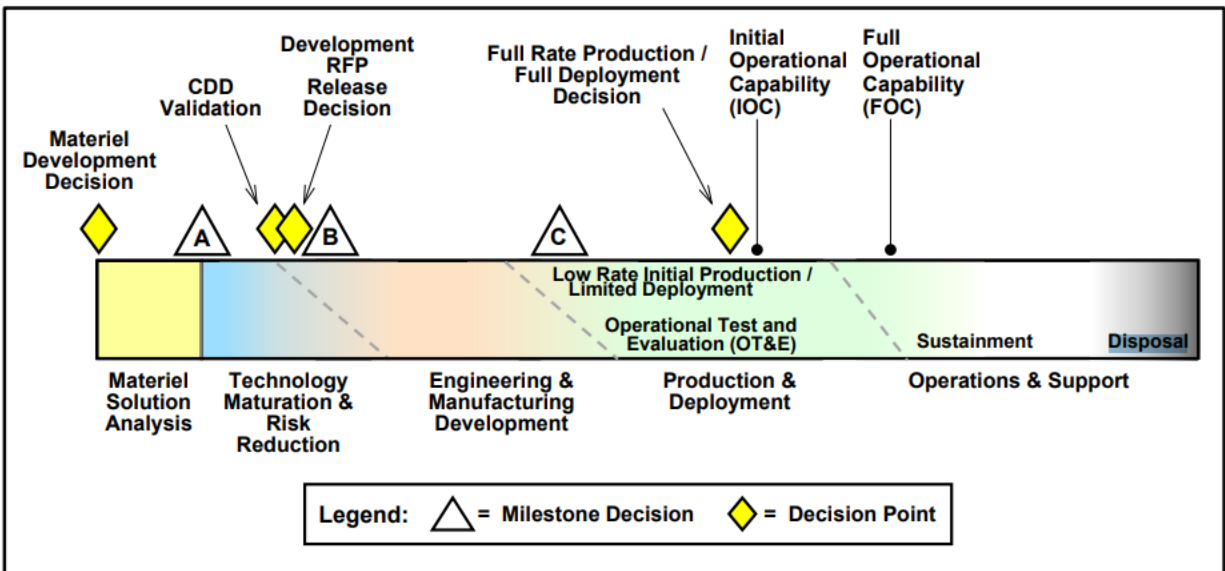 Materiel
Development
Decision
CDD
Validation
Development
RFP
Release
Decision
Full Rate Production /
Full Deployment
Decision
Initial
Operational
Capability
(IOC)
Full
Operational
Capability
(FOC)
A
B
C
Low Rate Initial Production /
Limited Deployment
Operational Test and
Evaluation (OT&E)
Sustainment
Disposal
Materiel
Solution
Analysis
Technology
Maturation &
Risk
Reduction
Engineering &
Manufacturing
Development
Production &
Deployment
Operations & Support
Legend: = Milestone Decision = Decision Point